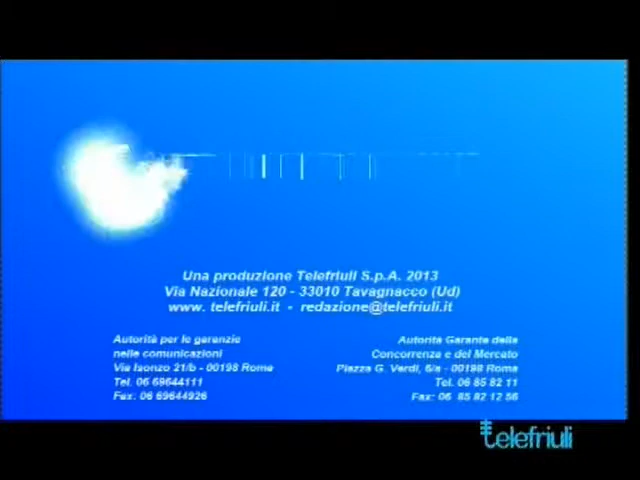 Una produzione Telefriuli S.p.A. 2013
Via Nazionale 120 - 33010 Tavagnacco (Ud)
www. telefriuli.it - redazione@telefriuli.it
Autorità per le garanzie
nelle comunicazioni
Via Isonzo 21/b - 00198 Roma
Tel. 06 69644111
Fax: 06 69644926
Autorità Garante della
Concorrenza e del Mercato
Piazza G. Verdi, 6/a - 00198 Roma
Tel. 06 85 82 11
Fax: 06 85 82 12 56
telefriuli